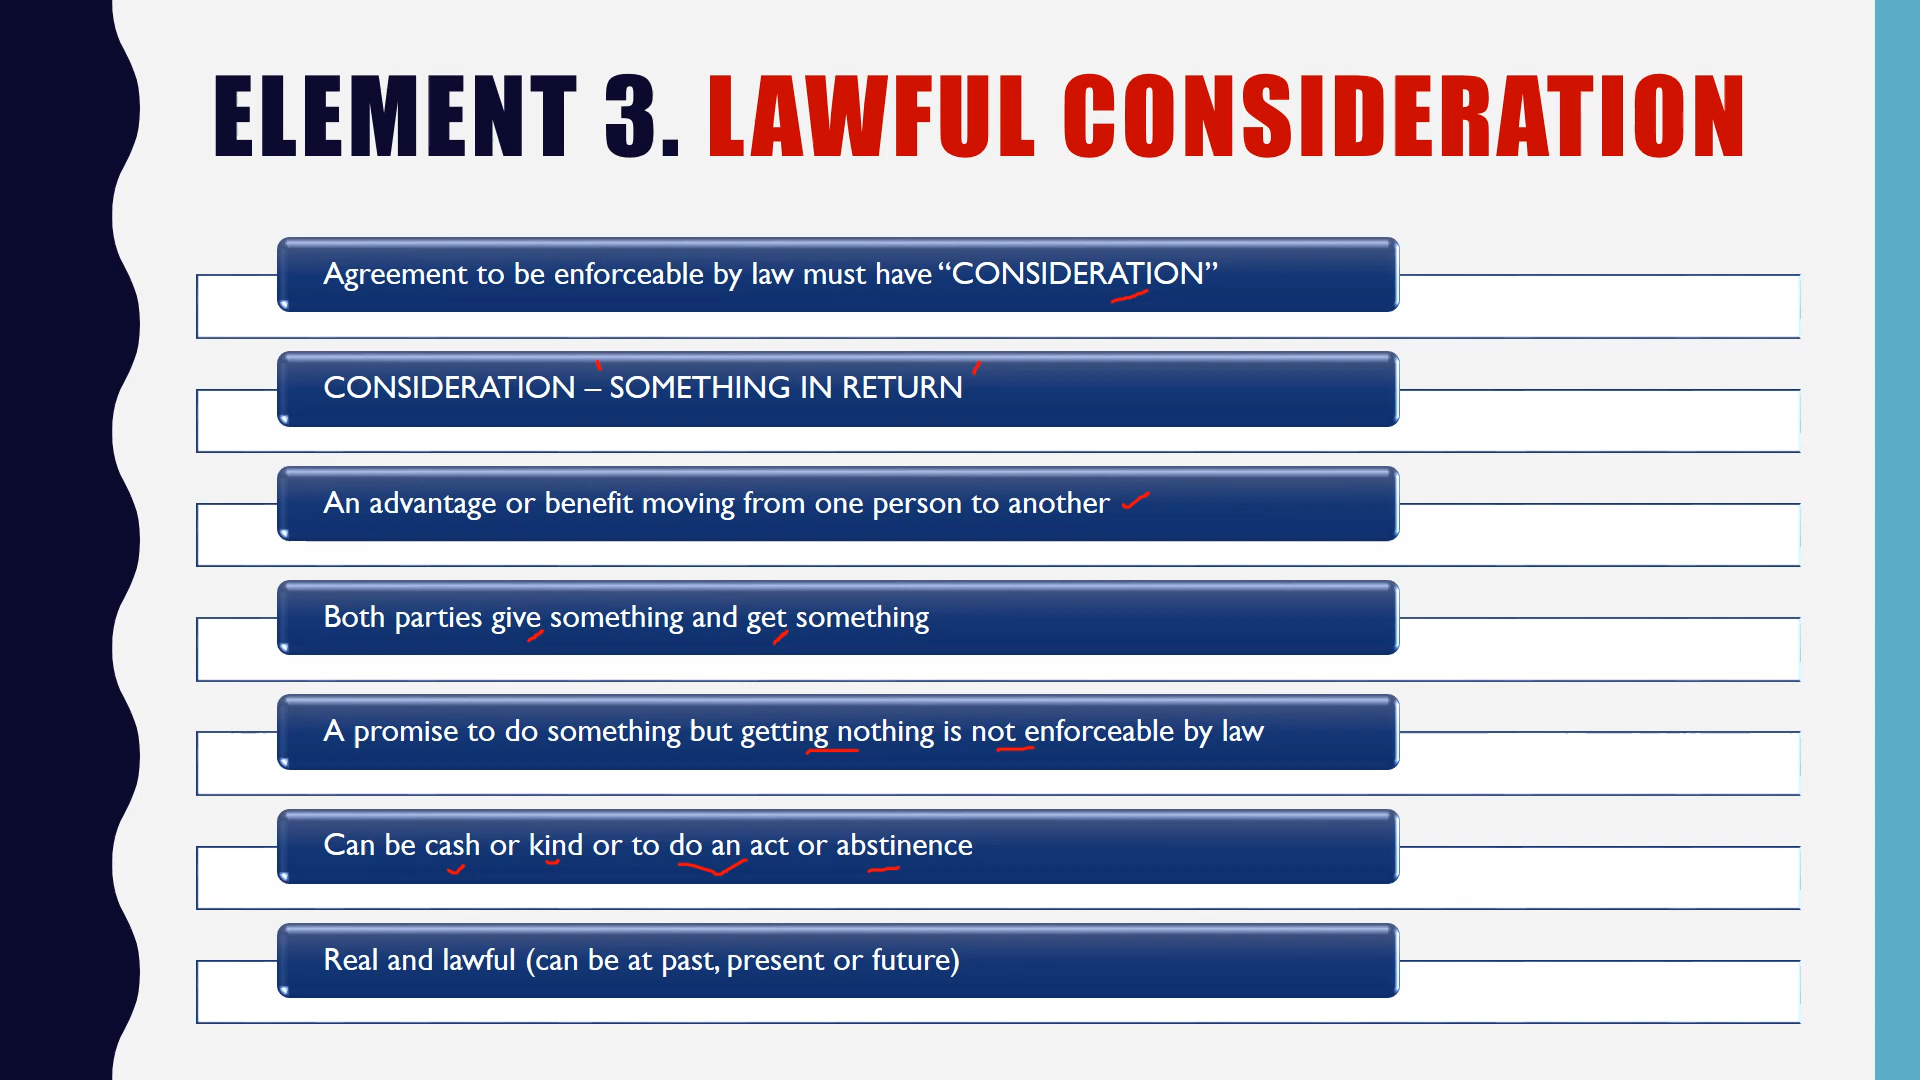 ELEMENT 3. LAWFUL CONSIDERATION
Agreement to be enforceable by law must have “CONSIDERATION”
CONSIDERATION – SOMETHING IN RETURN
An advantage or benefit moving from one person to another
Both parties give something and get something
A promise to do something but getting nothing is not enforceable by law
Can be cash or kind or to do an act or abstinence
Real and lawful (can be at past, present or future)